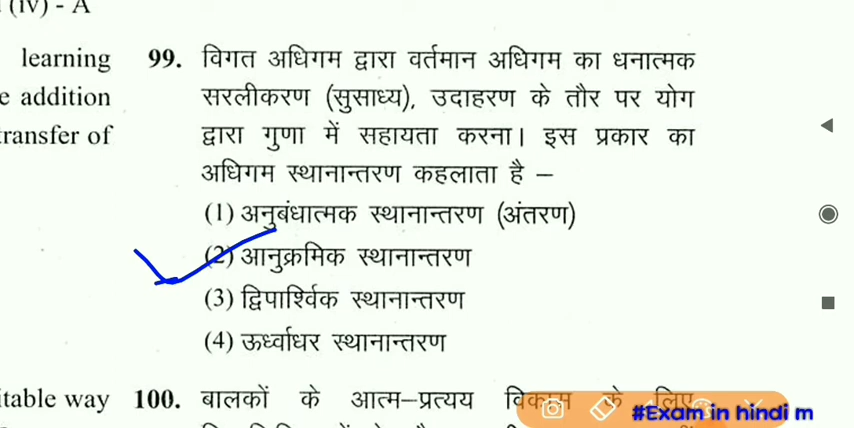 (iv) - A
learning
e addition
ransfer of
99. विगत अधिगम द्वारा वर्तमान अधिगम का धनात्मक
सरलीकरण (सुसाध्य), उदाहरण के तौर पर योग
द्वारा गुणा में सहायता करना। इस प्रकार का
अधिगम स्थानान्तरण कहलाता है –
(1) अनुबंधात्मक स्थानान्तरण (अंतरण)
(2) आनुक्रमिक स्थानान्तरण
(3) द्विपार्श्विक स्थानान्तरण
(4) ऊर्ध्वाधर स्थानान्तरण
itable way
100. बालकों के आत्म–प्रत्यय विकास के लिए
#Exam in hindi m